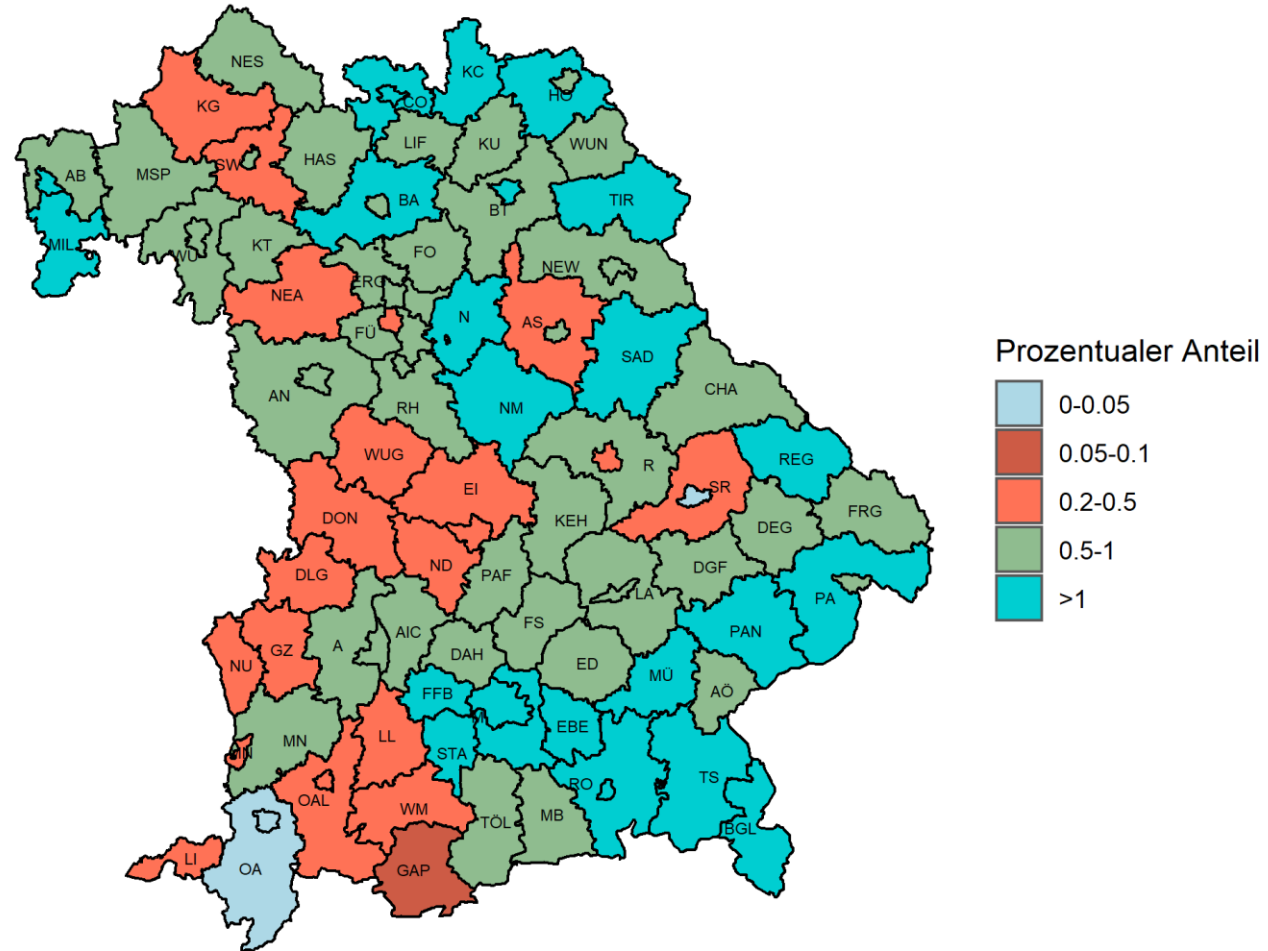 NES
KC
CO
HO
KG
LIF
KU
WUN
HAS
SW
AB
MSP
BA
BT
TIR
MIL
WÜ
KT
FO
NEW
ERC
NEA
N
AS
FÜ
SAD
CHA
AN
RH
NM
WUG
R
REG
EI
SR
FRG
DON
KEH
DEG
DLG
ND
PAF
DGF
PA
LA
A
AIC
FS
PAN
NU
GZ
DAH
ED
MÜ
AÖ
FFB
MN
LL
STA
EBE
TS
OAL
WM
RO
TÖL
MB
BGL
LI
OA
GAP
Prozentualer Anteil
0-0.05
0.05-0.1
0.2-0.5
0.5-1
>1